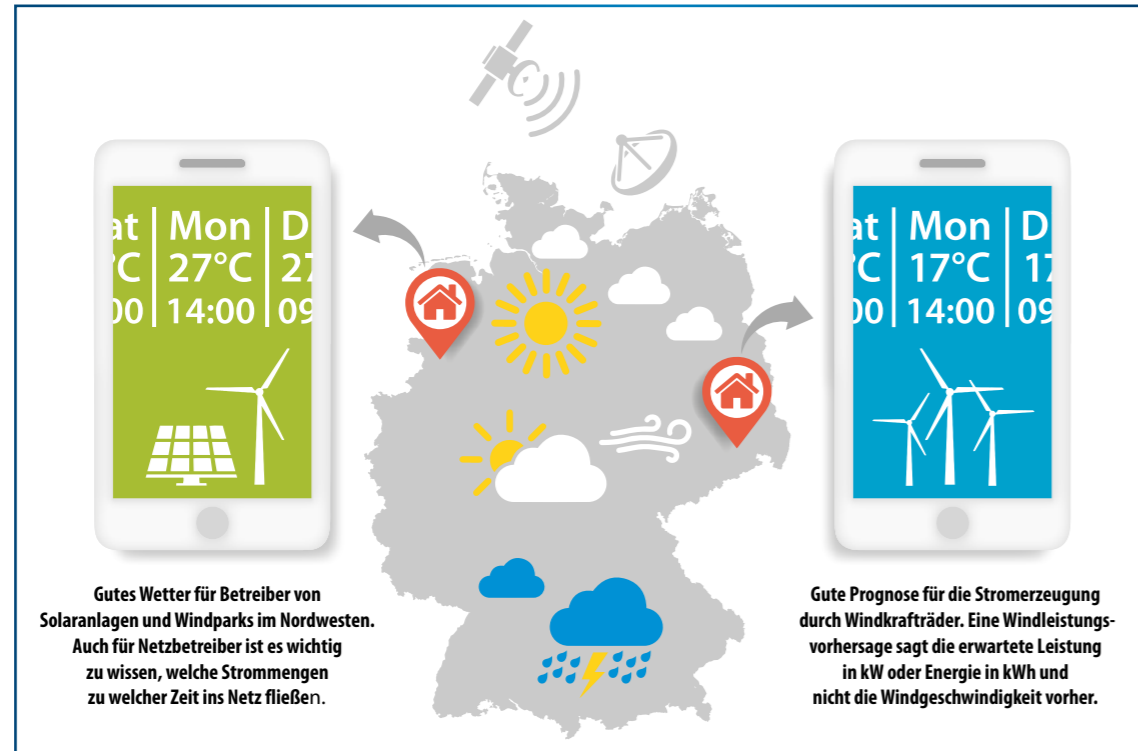 at Mon D
°C 27°C 27
00 14:00 09
at Mon D
°C 17°C 17
00 14:00 09
Gutes Wetter für Betreiber von
Solaranlagen und Windparks im Nordwesten.
Auch für Netzbetreiber ist es wichtig
zu wissen, welche Strommengen
zu welcher Zeit ins Netz fließen.
Gute Prognose für die Stromerzeugung
durch Windkrafträder. Eine Windleistungs-
vorhersage sagt die erwartete Leistung
in kW oder Energie in kWh und
nicht die Windgeschwindigkeit vorher.